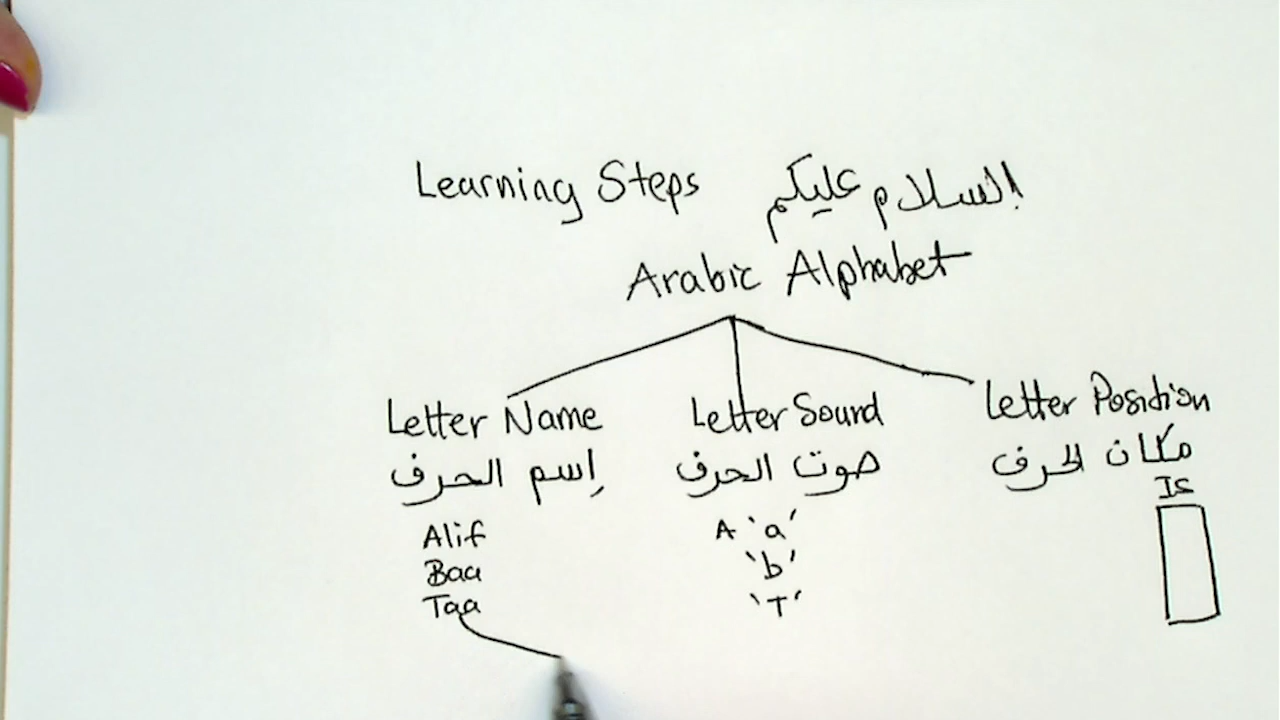 Learning Steps السلام عليكم
Arabic Alphabet
Letter Name
إسم الحرف
Alif
Baa
Taa
Letter Sound
صوت الحرف
A 'a'
'b'
'T'
Letter Position
مكان الحرف
Is